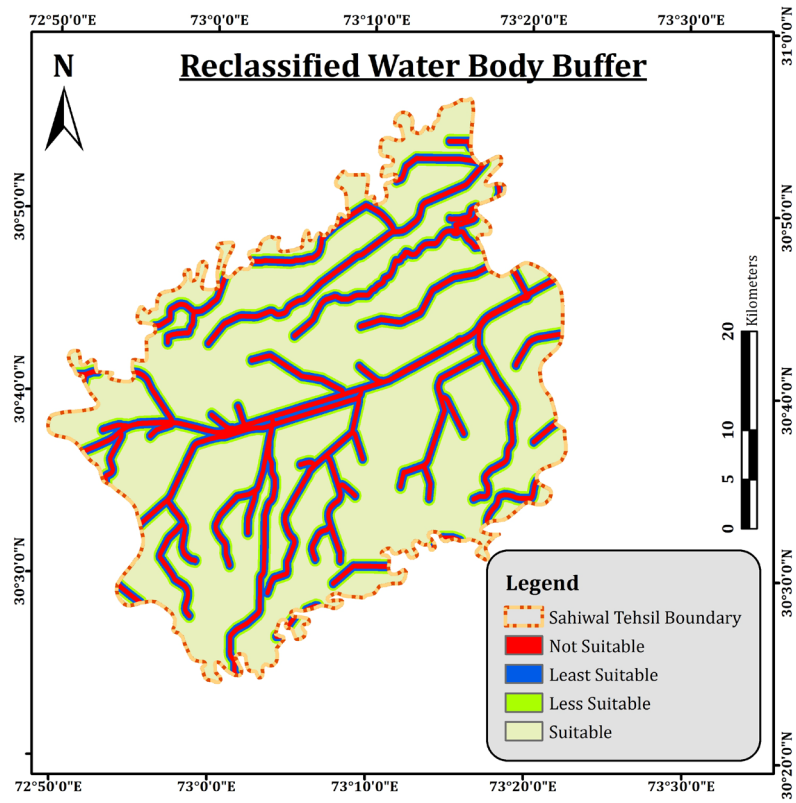 72°50'0"E 73°0'0"E 73°10'0"E 73°20'0"E 73°30'0"E
Reclassified Water Body Buffer
N
31°0'0"N
30°50'0"N
30°50'0"N
30°40'0"N
30°40'0"N
30°30'0"N
30°30'0"N
30°20'0"N
Kilometers
20
10
5
0
Legend
Sahiwal Tehsil Boundary
Not Suitable
Least Suitable
Less Suitable
Suitable
72°50'0"E 73°0'0"E 73°10'0"E 73°20'0"E 73°30'0"E